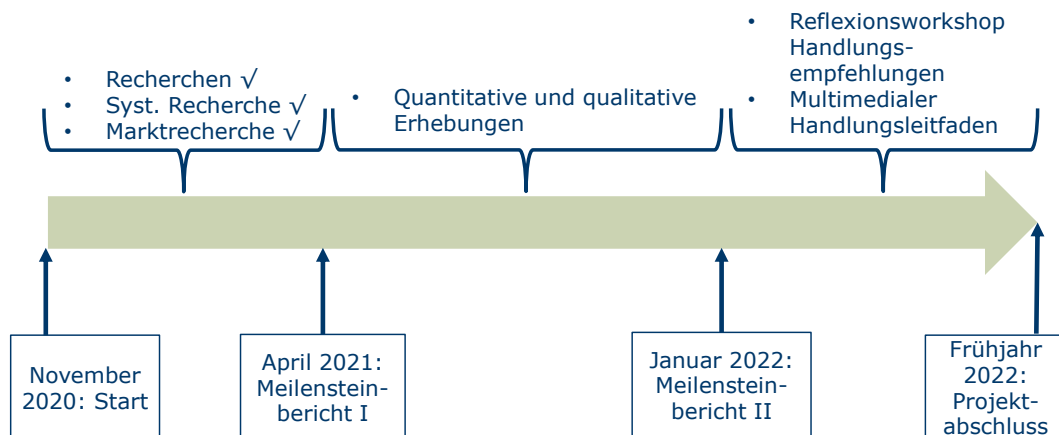 • Recherchen √
• Syst. Recherche √
• Marktrecherche √
• Quantitative und qualitative
Erhebungen
• Reflexionsworkshop
Handlungs-
empfehlungen
• Multimedialer
Handlungsleitfaden
November
2020: Start
April 2021:
Meilenstein-
bericht I
Januar 2022:
Meilenstein-
bericht II
Frühjahr
2022:
Projekt-
abschluss